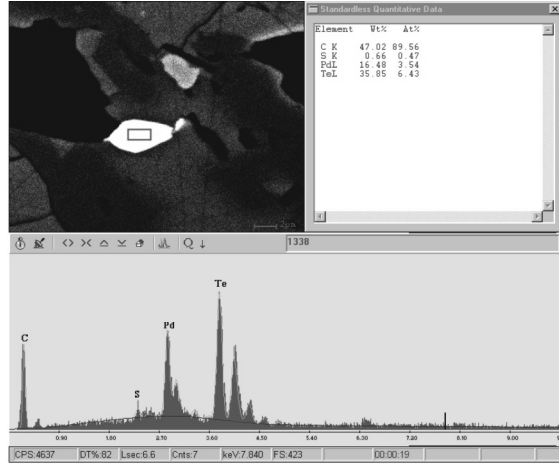 Standardless Quantitative Data
Element Wt% At%
C K 47.02 89.56
S K 0.66 0.47
PdL 16.48 3.54
TeL 35.85 6.43
Q ↓ 1338
C
S
Pd
Te
0.90 1.80 2.70 3.60 4.50 5.40 6.30 7.20 8.10 9.00
CPS:4637 DT%:82 Lsec:6.6 Cnts:7 keV:7.840 FS:423 00:00:19